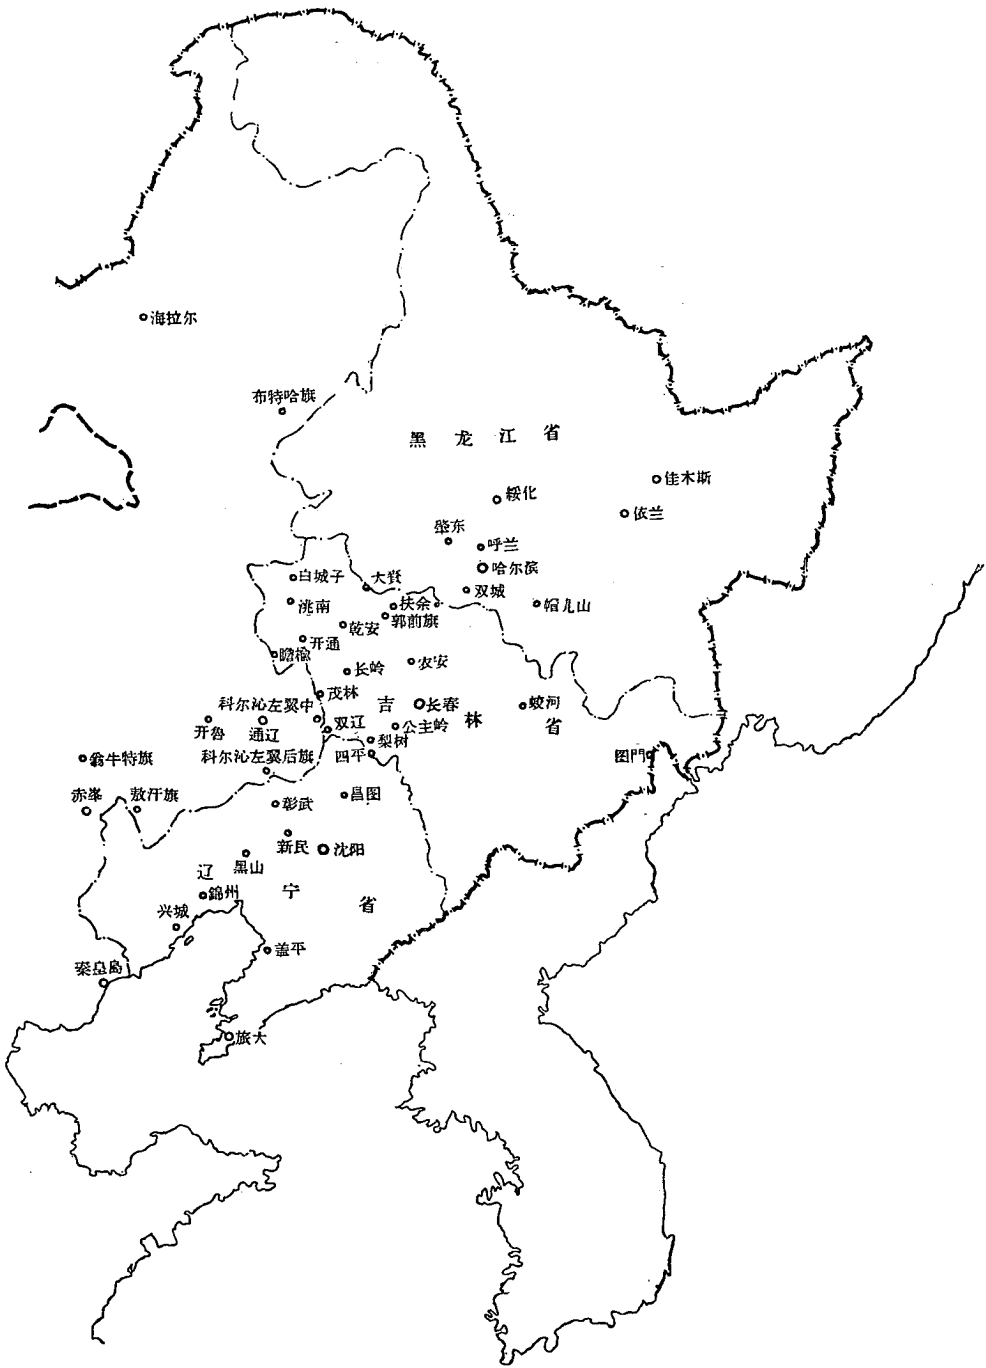 海拉尔
布特哈旗
黑龙江省
佳木斯
綏化
依兰
肇东
呼兰
哈尔滨
白城子
大賚
双城
洮南
扶余
帽儿山
郭前旗
乾安
开通
瞻榆
农安
长岭
茂林
科尔沁左翼中
吉林省
长春
蛟河
开鲁
通辽
双辽
公主岭
梨树
科尔沁左翼后旗
四平
图門
翁牛特旗
赤峯
敖汗旗
彰武
昌图
新民
沈阳
黑山
辽宁省
錦州
兴城
盖平
秦皇島
旅大